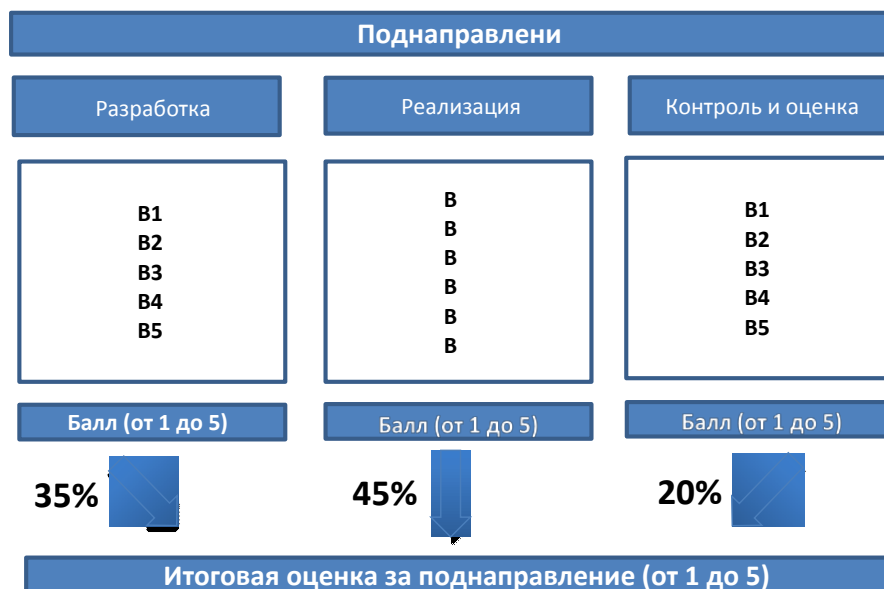 Поднаправлени
Разработка
Реализация
Контроль и оценка
В1
В2
В3
В4
В5
В
В
В
В
В
В
В1
В2
В3
В4
В5
Балл (от 1 до 5)
Балл (от 1 до 5)
Балл (от 1 до 5)
35%
45%
20%
Итоговая оценка за поднаправление (от 1 до 5)